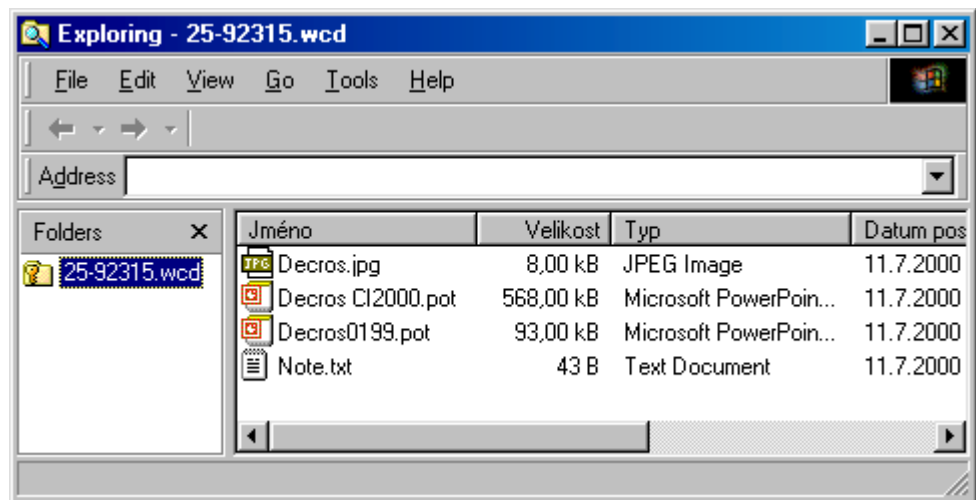 Exploring - 25-92315.wcd
File Edit View Go Tools Help
Address
Folders
25-92315.wcd
Jméno Velikost Typ Datum pos
JPG Decros.jpg 8,00 kB JPEG Image 11.7.2000
Decros CI2000.pot 568,00 kB Microsoft PowerPoin... 11.7.2000
Decros0199.pot 93,00 kB Microsoft PowerPoin... 11.7.2000
Note.txt 43 B Text Document 11.7.2000